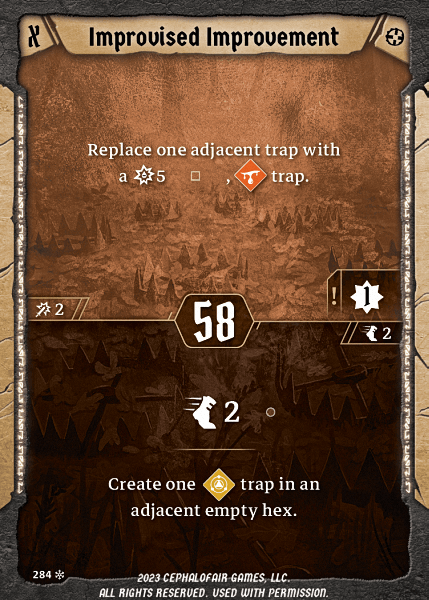 Improvised Improvement
Replace one adjacent trap with
a 5 , trap.
! 1
2
58
2
2
Create one trap in an
adjacent empty hex.
284
2023 CEPHALOFAIR GAMES, LLC.
ALL RIGHTS RESERVED. USED WITH PERMISSION.